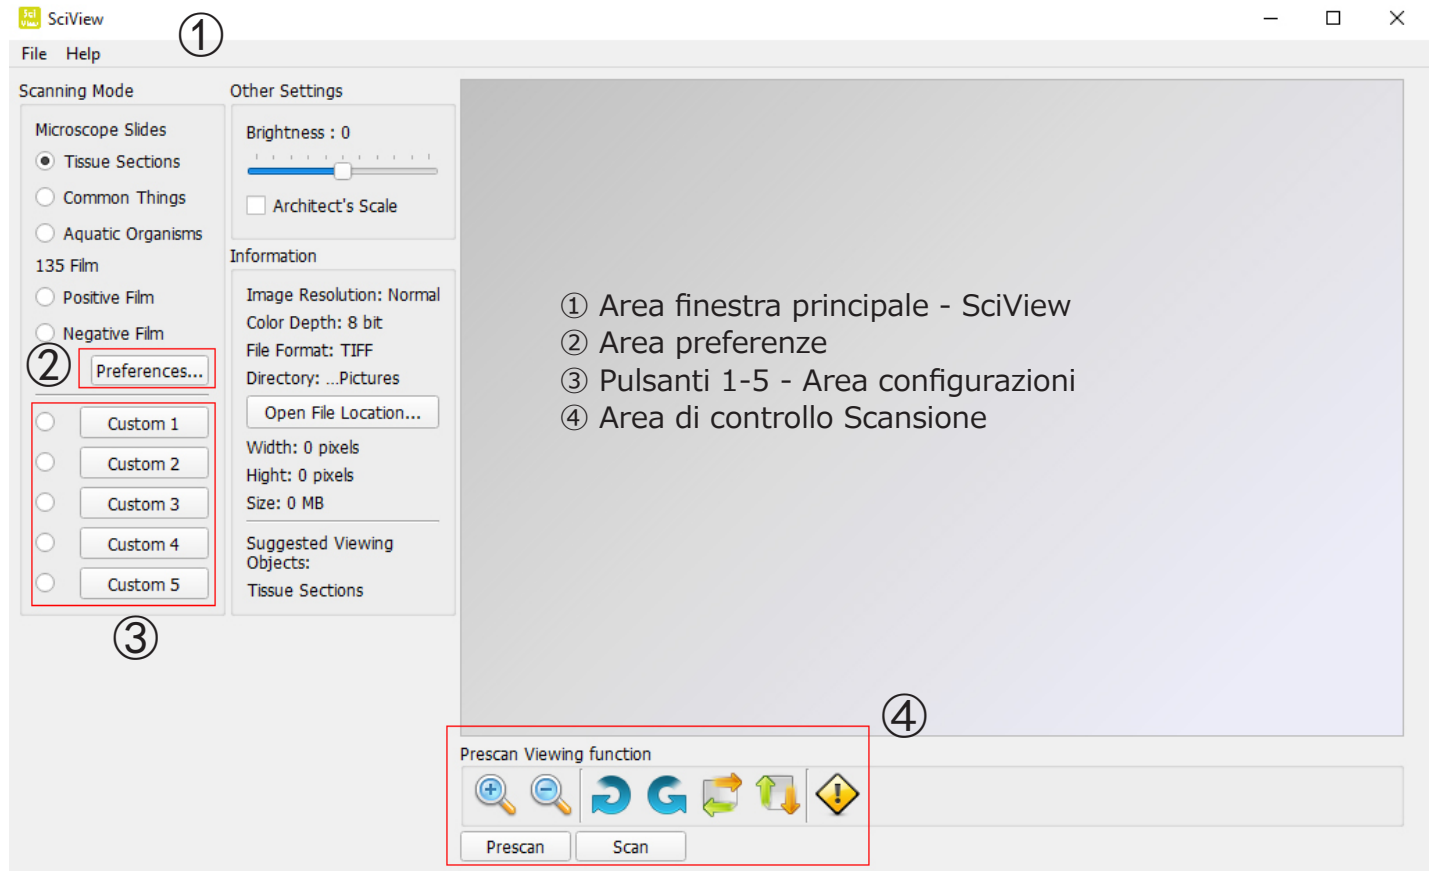 Sci
View
SciView
①
File Help
Scanning Mode
Microscope Slides
Tissue Sections
Common Things
Aquatic Organisms
135 Film
Positive Film
Negative Film
②
Preferences...
Custom 1
Custom 2
Custom 3
Custom 4
Custom 5
③
Other Settings
Brightness : 0
Architect's Scale
Information
Image Resolution: Normal
Color Depth: 8 bit
File Format: TIFF
Directory: ...Pictures
Open File Location...
Width: 0 pixels
Hight: 0 pixels
Size: 0 MB
Suggested Viewing
Objects:
Tissue Sections
① Area finestra principale - SciView
② Area preferenze
③ Pulsanti 1-5 - Area configurazioni
④ Area di controllo Scansione
④
Prescan Viewing function
Prescan Scan